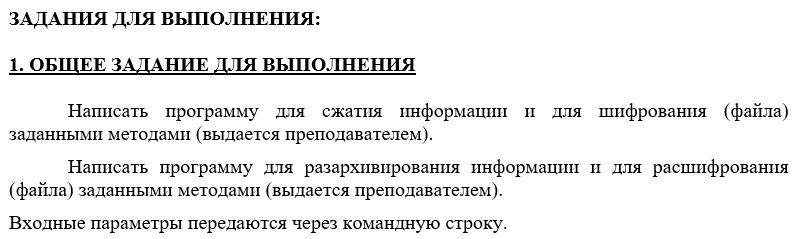 ЗАДАНИЯ ДЛЯ ВЫПОЛНЕНИЯ:
1. ОБЩЕЕ ЗАДАНИЕ ДЛЯ ВЫПОЛНЕНИЯ
Написать программу для сжатия информации и для шифрования (файла)
заданными методами (выдается преподавателем).
Написать программу для разархивирования информации и для расшифрования
(файла) заданными методами (выдается преподавателем).
Входные параметры передаются через командную строку.